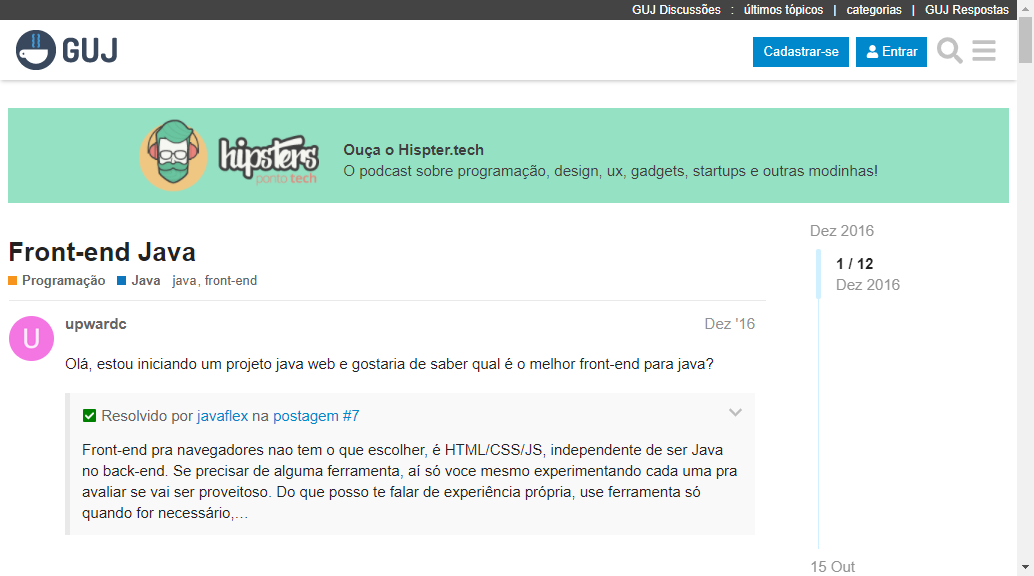 GUJ Discussões : últimos tópicos | categorias | GUJ Respostas
GUJ
Cadastrar-se
Entrar
hipsters
ponto tech
Ouça o Hispter.tech
O podcast sobre programação, design, ux, gadgets, startups e outras modinhas!
Front-end Java
Programação Java java, front-end
Dez 2016
1 / 12
Dez 2016
U
upwardc
Dez '16
Olá, estou iniciando um projeto java web e gostaria de saber qual é o melhor front-end para java?
Resolvido por javaflex na postagem #7
Front-end pra navegadores nao tem o que escolher, é HTML/CSS/JS, independente de ser Java
no back-end. Se precisar de alguma ferramenta, aí só voce mesmo experimentando cada uma pra
avaliar se vai ser proveitoso. Do que posso te falar de experiência própria, use ferramenta só
quando for necessário,…
15 Out